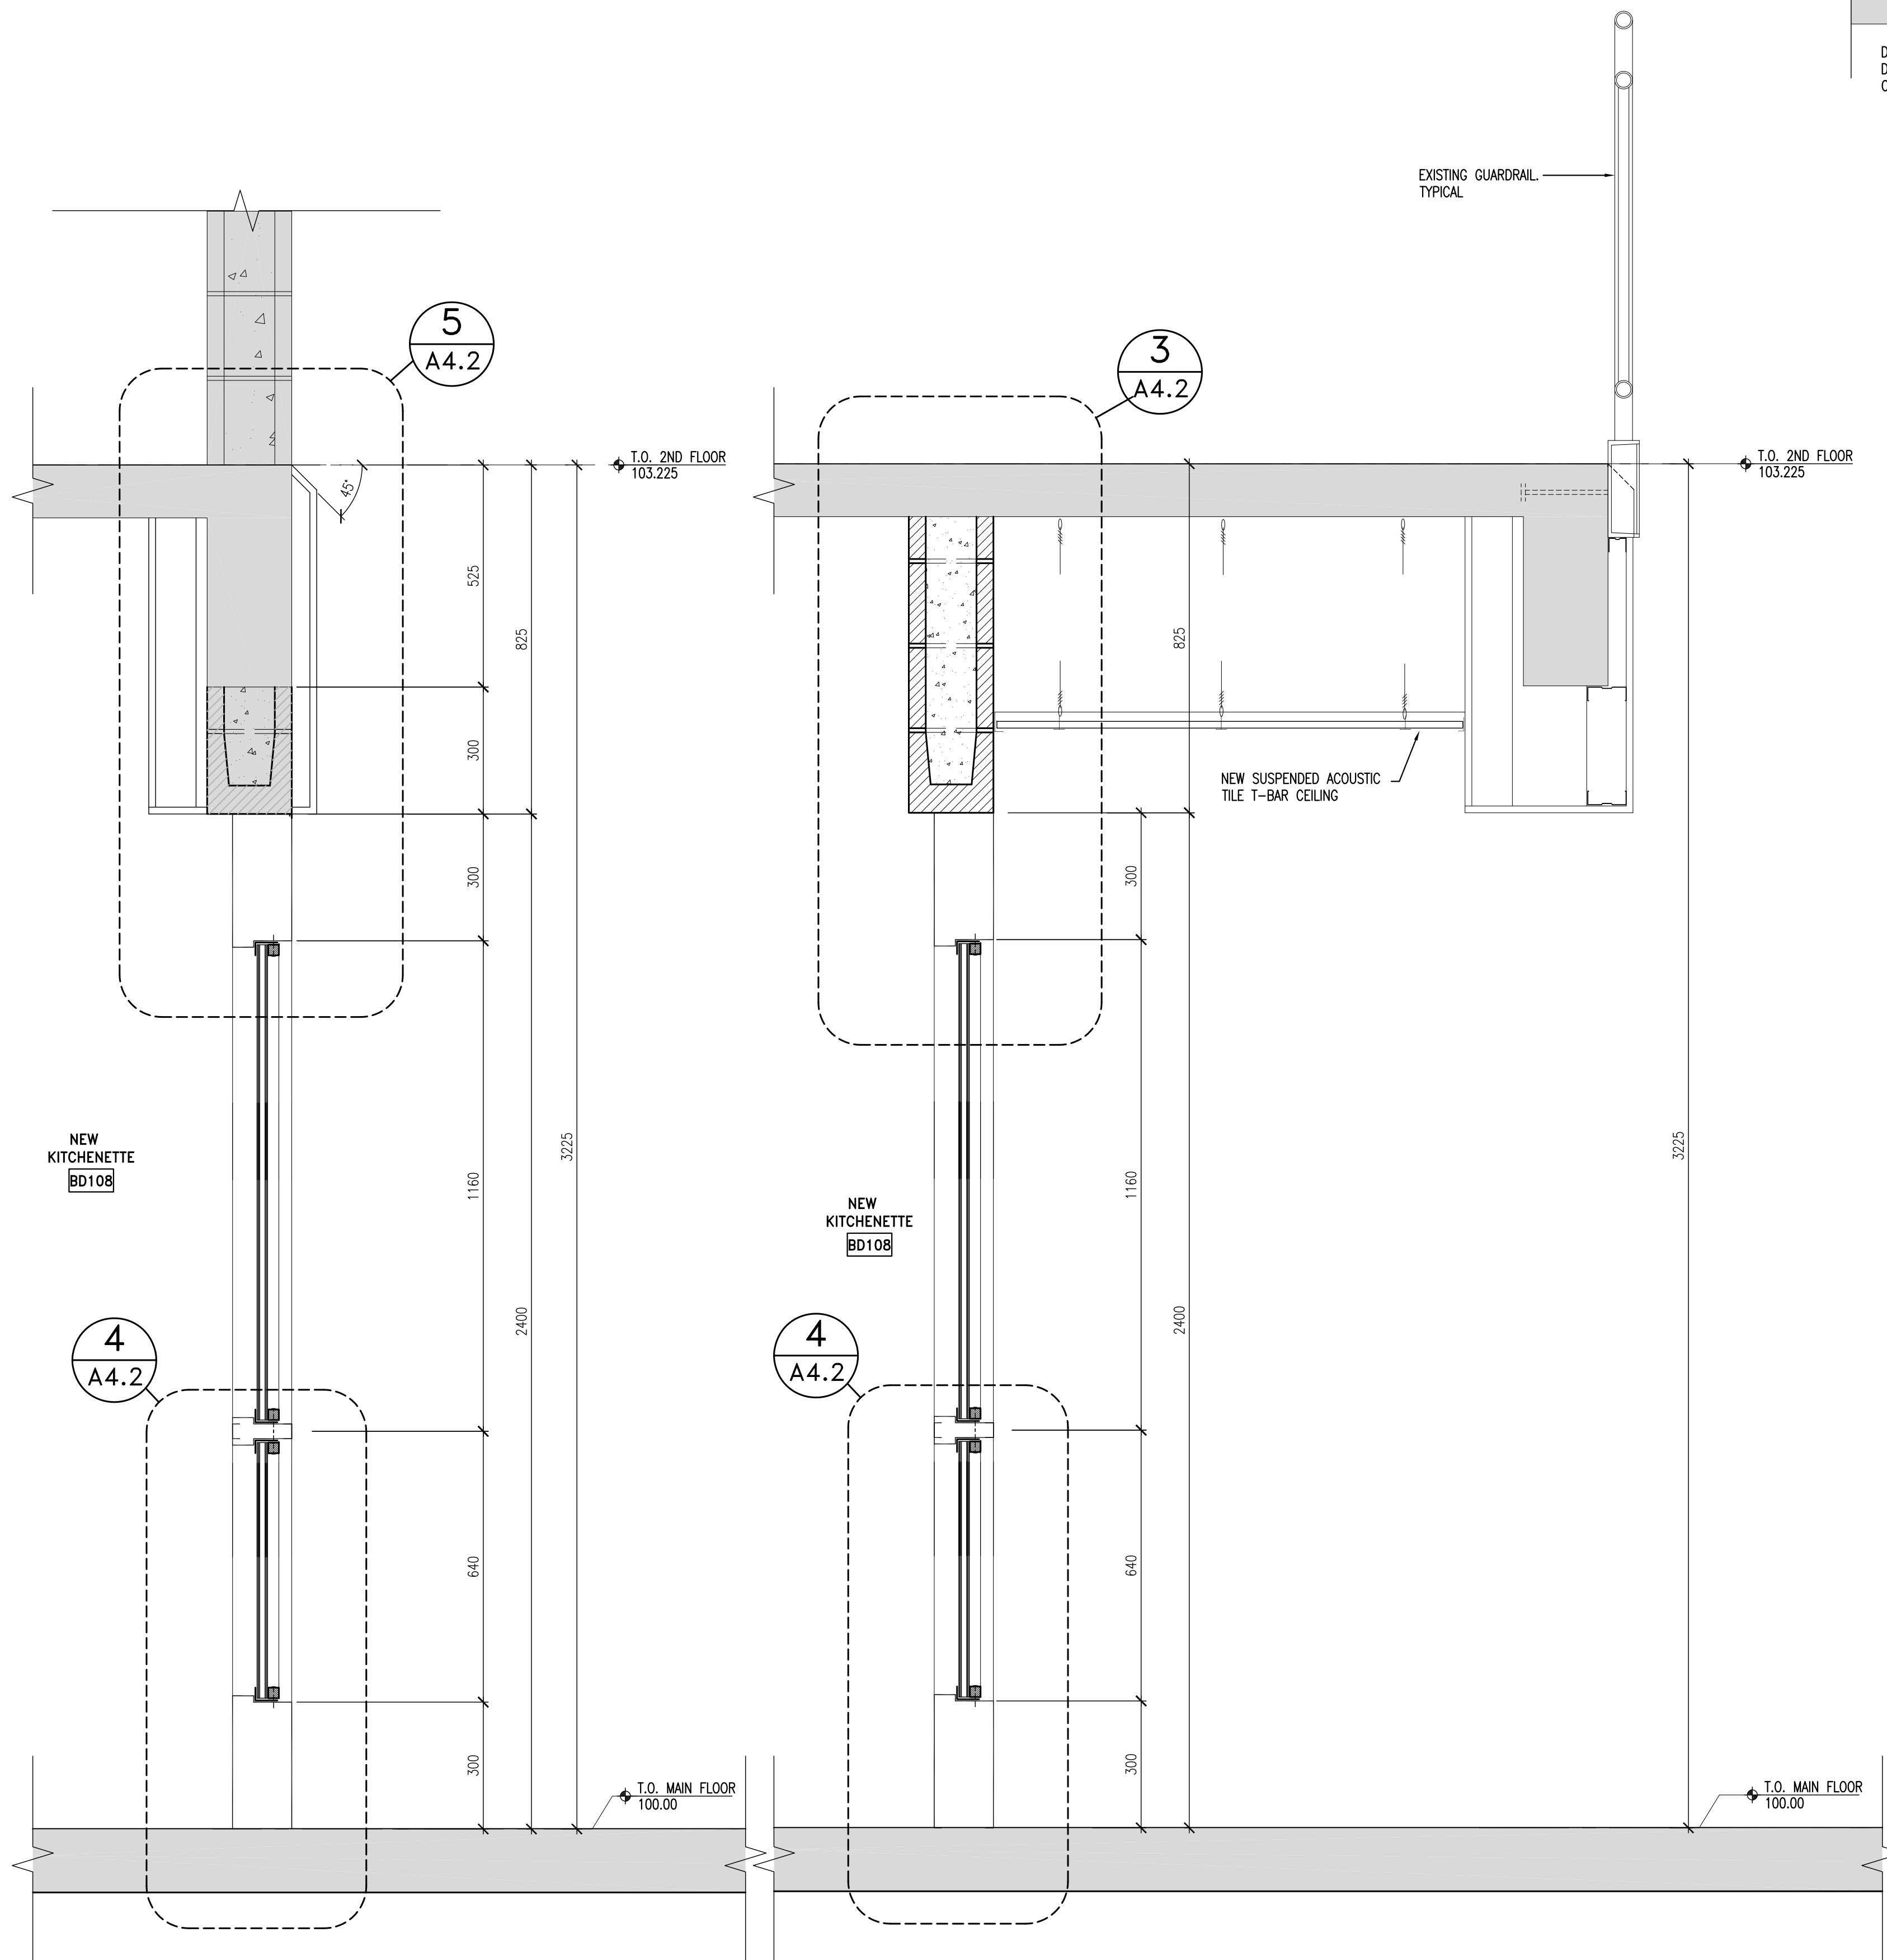 D
D
EXISTING GUARDRAIL.
TYPICAL
5
A4.2
3
A4.2
T.O. 2ND FLOOR
103.225
T.O. 2ND FLOOR
103.225
45°
525
825
300
300
1160
640
300
2400
3225
NEW
KITCHENETTE
BD108
4
A4.2
T.O. MAIN FLOOR
100.00
825
NEW SUSPENDED ACOUSTIC
TILE T-BAR CEILING
300
1160
640
300
2400
3225
NEW
KITCHENETTE
BD108
4
A4.2
T.O. MAIN FLOOR
100.00